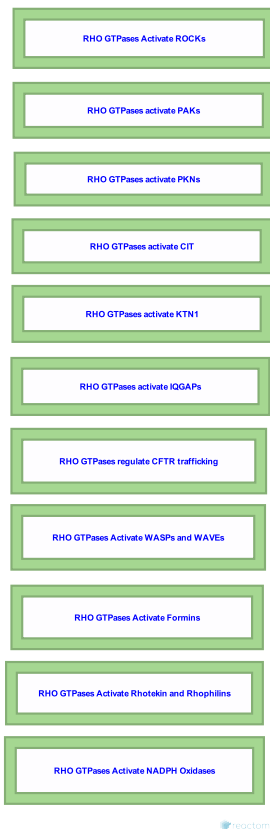 RHO GTPases Activate ROCKs
RHO GTPases activate PAKs
RHO GTPases activate PKNs
RHO GTPases activate CIT
RHO GTPases activate KTN1
RHO GTPases activate IQGAPs
RHO GTPases regulate CFTR trafficking
RHO GTPases Activate WASPs and WAVEs
RHO GTPases Activate Formins
RHO GTPases Activate Rhotekin and Rhophilins
RHO GTPases Activate NADPH Oxidases
reactom